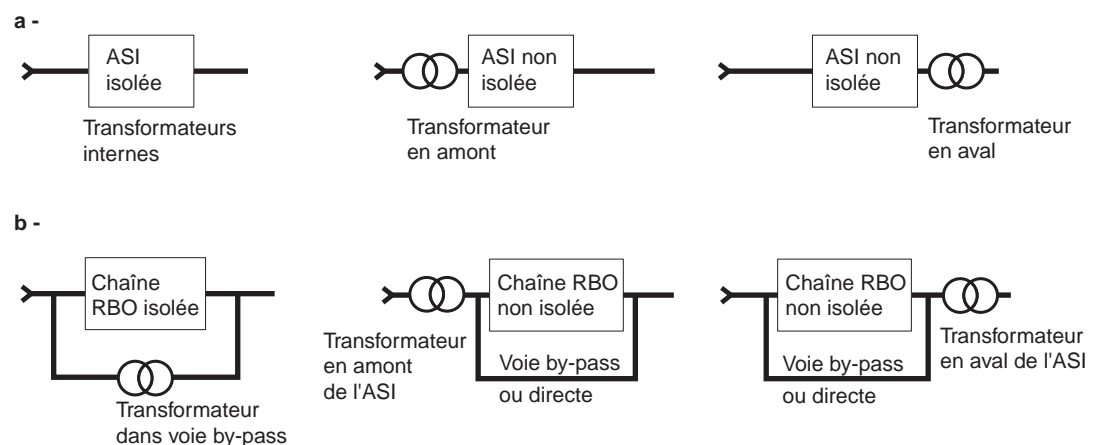 a -
ASI
isolée
Transformateurs
internes
ASI non
isolée
Transformateur
en amont
ASI non
isolée
Transformateur
en aval
b -
Chaîne
RBO isolée
Transformateur
dans voie by-pass
Transformateur
en amont
de l'ASI
Chaîne RBO
non isolée
Voie by-pass
ou directe
Chaîne RBO
non isolée
Voie by-pass
ou directe
Transformateur
en aval de l'ASI